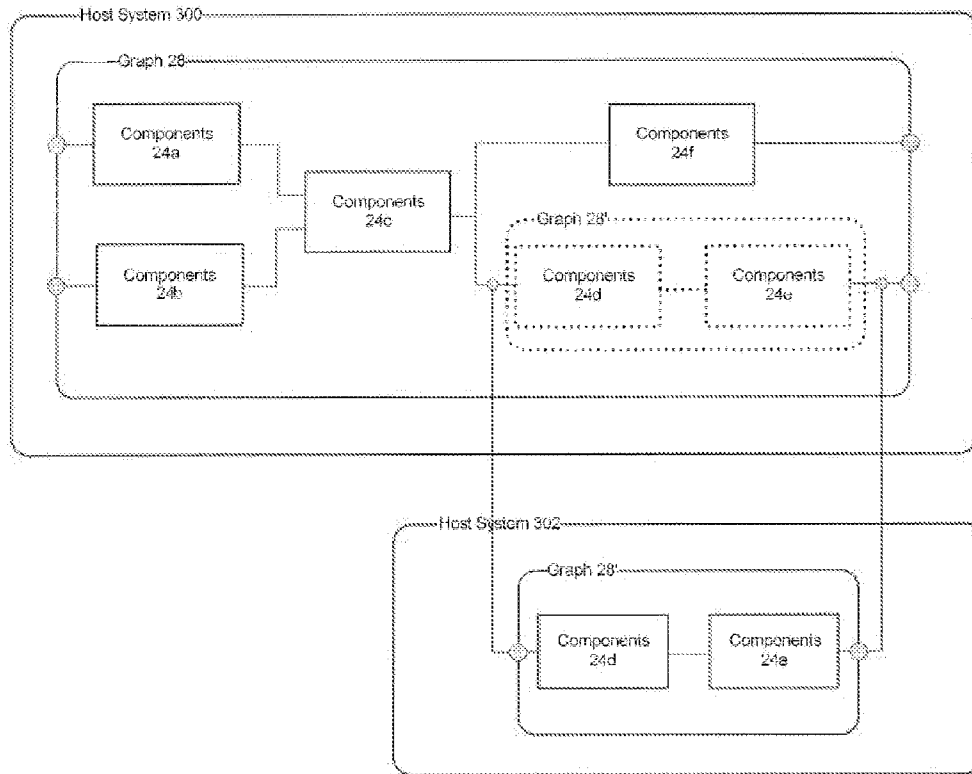 Host System 300
Graph 28
Components
24a
Components
24f
Components
24c
Components
24b
Graph 28'
Components
24d
Components
24e
Host System 302
Graph 28'
Components
24d
Components
24e